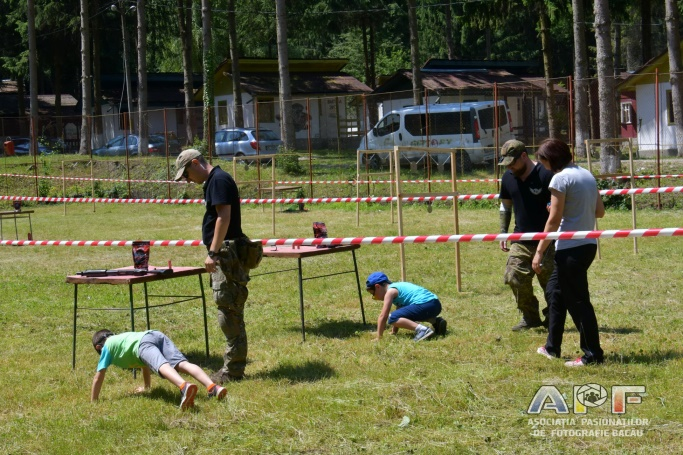 APF
ASOCIAȚIA PASIONAȚILOR
DE FOTOGRAFIE BACĂU